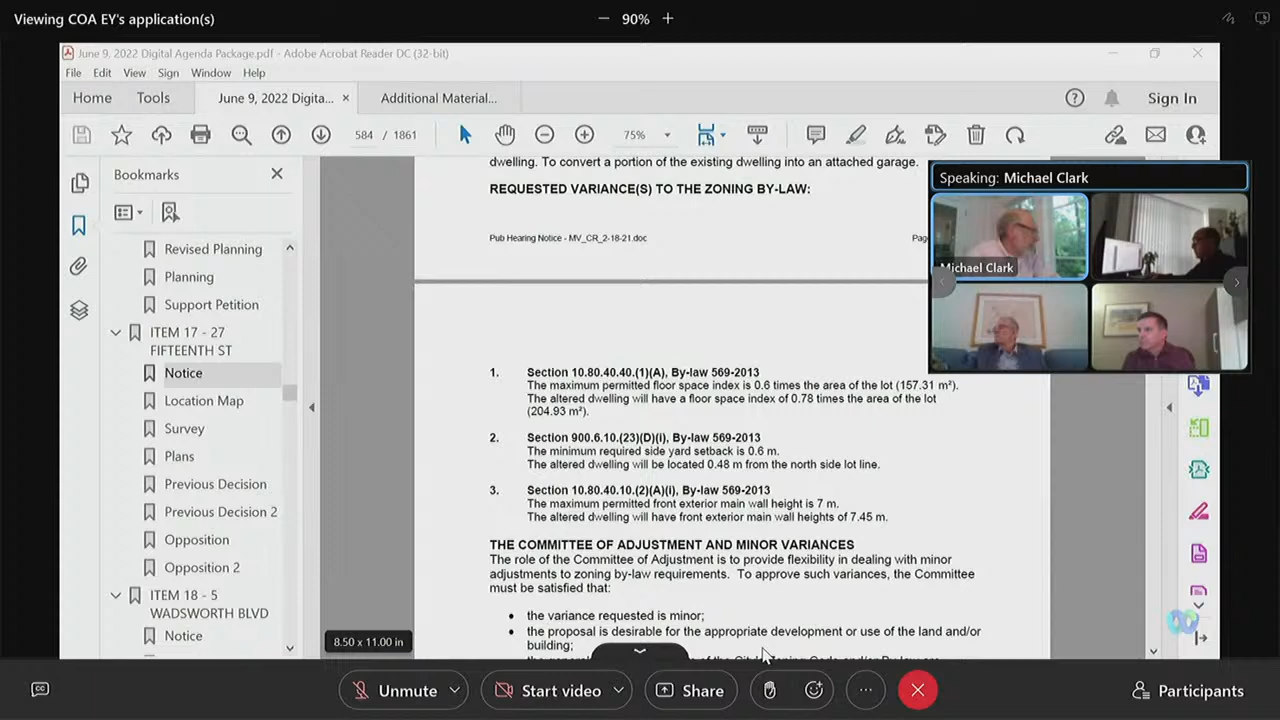 Viewing COA EY's application(s)
90%
June 9, 2022 Digital Agenda Package.pdf - Adobe Acrobat Reader DC (32-bit)
File Edit View Sign Window Help
Home Tools June 9, 2022 Digita... × Additional Material...
Sign In
584 / 1861 75%
Bookmarks
Revised Planning
Planning
Support Petition
ITEM 17 - 27
FIFTEENTH ST
Notice
Location Map
Survey
Plans
Previous Decision
Previous Decision 2
Opposition
Opposition 2
ITEM 18 - 5
WADSWORTH BLVD
Notice
8.50 x 11.00 in
dwelling. To convert a portion of the existing dwelling into an attached garage.
REQUESTED VARIANCE(S) TO THE ZONING BY-LAW:
Pub Hearing Notice - MV_CR_2-18-21.doc
1. Section 10.80.40.40.(1)(A), By-law 569-2013
The maximum permitted floor space index is 0.6 times the area of the lot (157.31 m²).
The altered dwelling will have a floor space index of 0.78 times the area of the lot
(204.93 m²).
2. Section 900.6.10.(23)(D)(i), By-law 569-2013
The minimum required side yard setback is 0.6 m.
The altered dwelling will be located 0.48 m from the north side lot line.
3. Section 10.80.40.10.(2)(A)(i), By-law 569-2013
The maximum permitted front exterior main wall height is 7 m.
The altered dwelling will have front exterior main wall heights of 7.45 m.
THE COMMITTEE OF ADJUSTMENT AND MINOR VARIANCES
The role of the Committee of Adjustment is to provide flexibility in dealing with minor
adjustments to zoning by-law requirements. To approve such variances, the Committee
must be satisfied that:
• the variance requested is minor;
• the proposal is desirable for the appropriate development or use of the land and/or
building;
Speaking: Michael Clark
Michael Clark
Unmute
Start video
Share
Participants